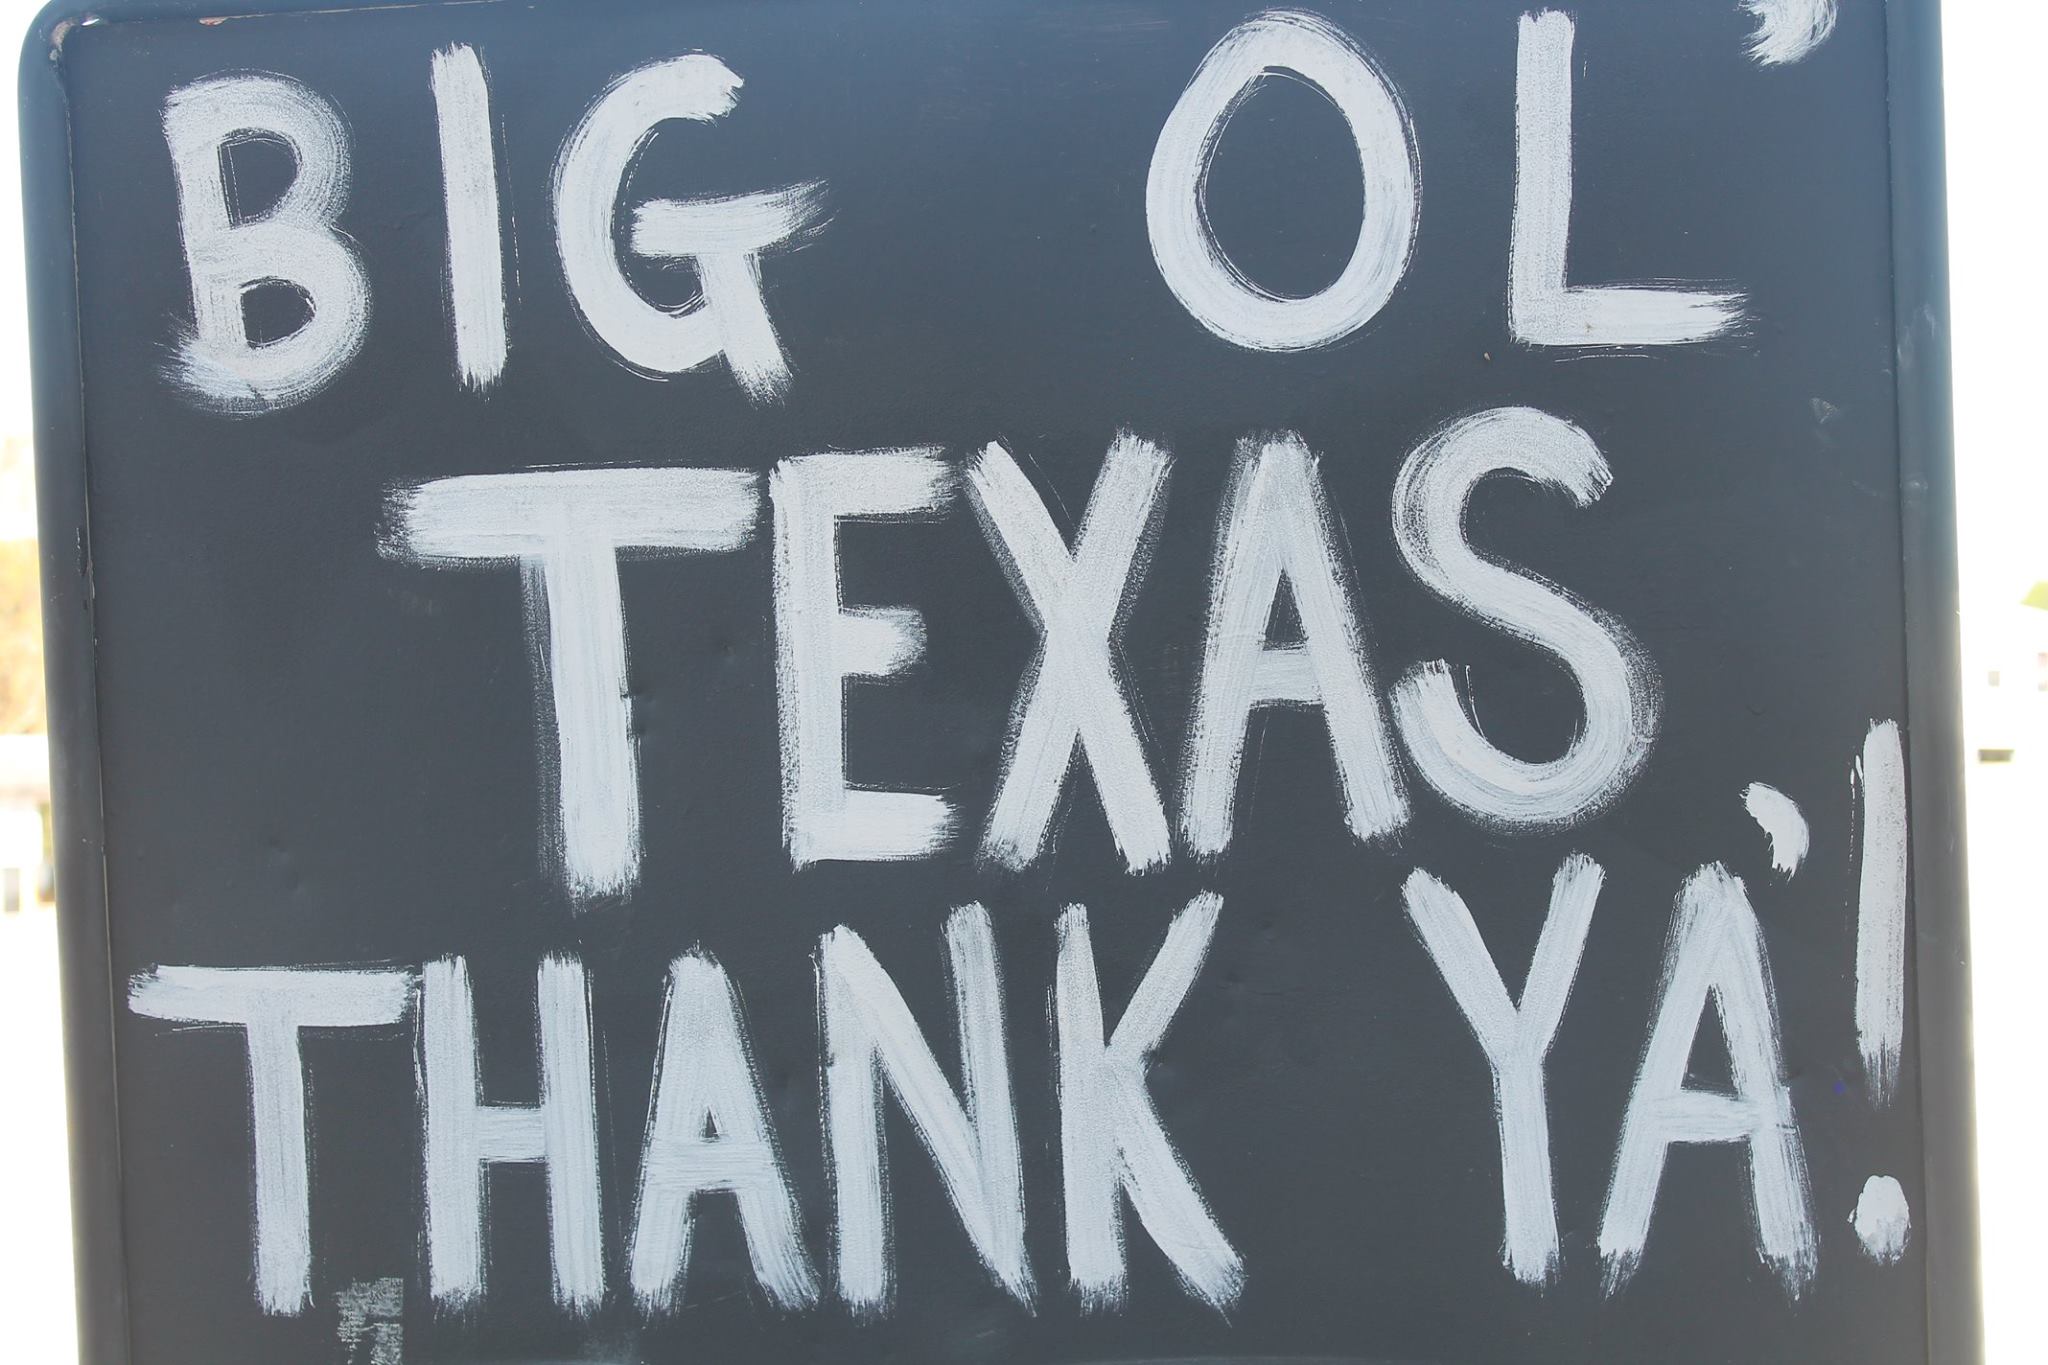 BIG OL'
TEXAS
THANK YA'!